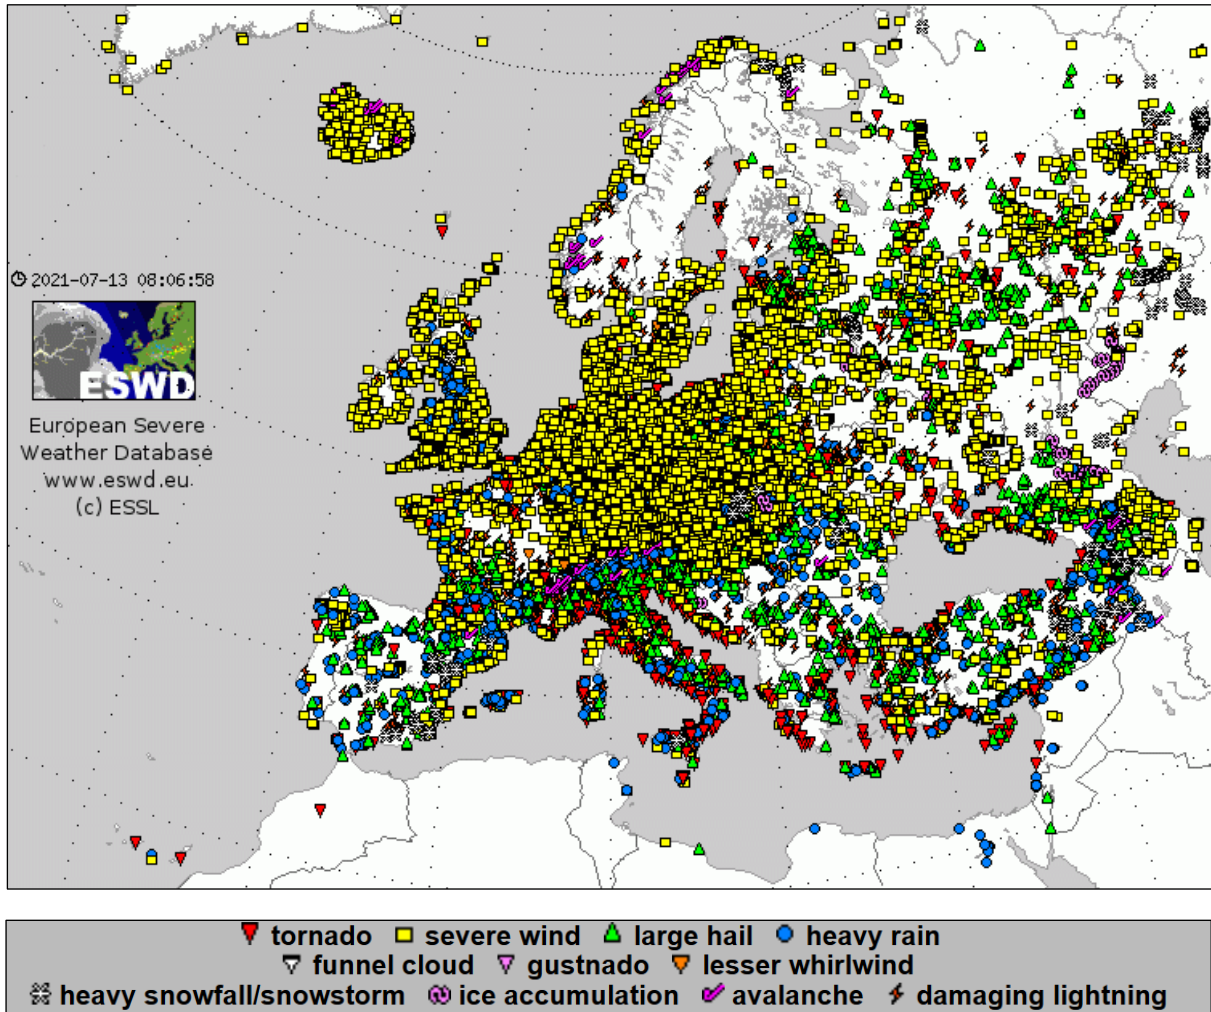 2021-07-13 08:06:58
ESWD
European Severe
Weather Database
www.eswd.eu
(c) ESSL
tornado severe wind large hail heavy rain
funnel cloud gustnado lesser whirlwind
heavy snowfall/snowstorm ice accumulation avalanche damaging lightning